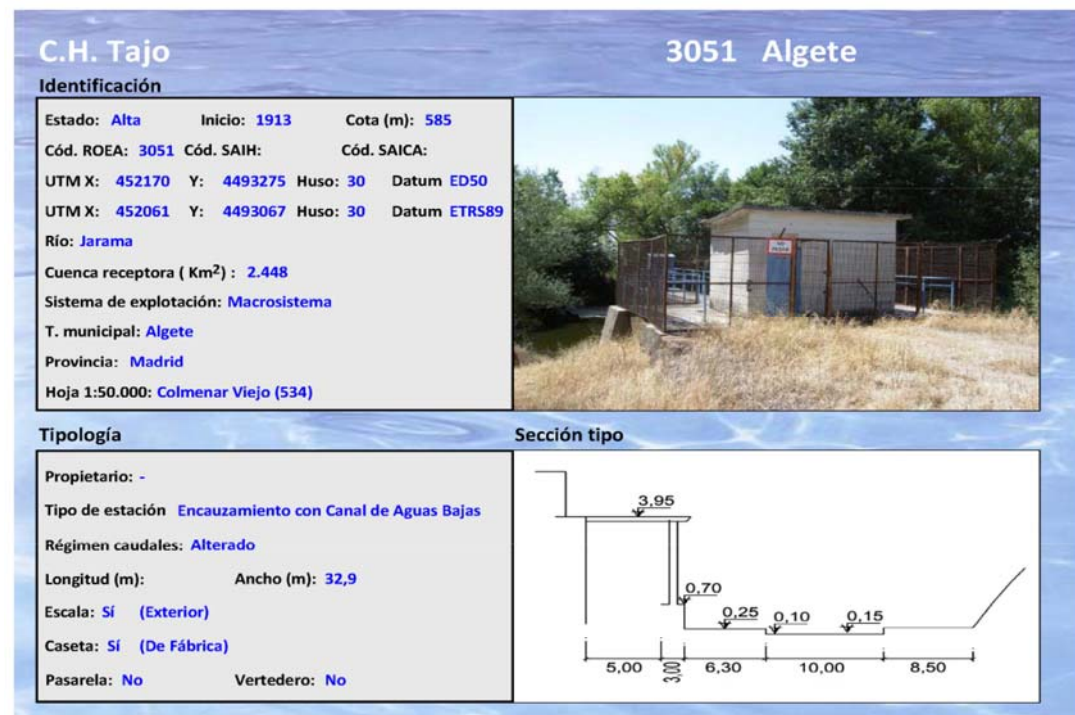 C.H. Tajo 3051 Algete
Identificación
Estado: Alta Inicio: 1913 Cota (m): 585
Cód. ROEA: 3051 Cód. SAIH: Cód. SAICA:
UTM X: 452170 Y: 4493275 Huso: 30 Datum ED50
UTM X: 452061 Y: 4493067 Huso: 30 Datum ETRS89
Río: Jarama
Cuenca receptora ( Km2) : 2.448
Sistema de explotación: Macrosistema
T. municipal: Algete
Provincia: Madrid
Hoja 1:50.000: Colmenar Viejo (534)
Tipología
Propietario: -
Tipo de estación Encauzamiento con Canal de Aguas Bajas
Régimen caudales: Alterado
Longitud (m): Ancho (m): 32,9
Escala: Sí (Exterior)
Caseta: Sí (De Fábrica)
Pasarela: No Vertedero: No
Sección tipo
3,95
0,70
0,25 0,10 0,15
5,00 3,00 6,30 10,00 8,50